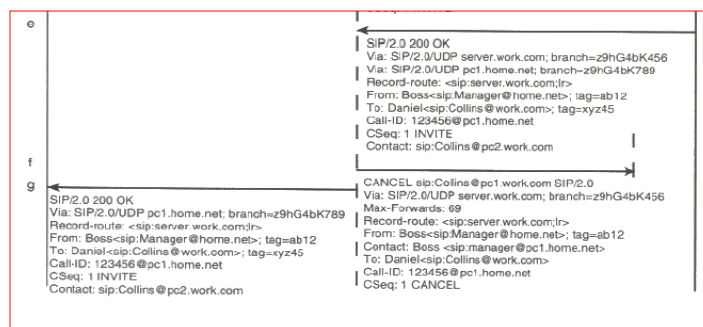 e
SIP/2.0 200 OK
Via: SIP/2.0/UDP server.work.com; branch=z9hG4bK456
Via: SIP/2.0/UDP pc1.home.net; branch=z9hG4bK789
Record-route: <sip:server.work.com;lr>
From: Boss<sip:Manager@home.net>; tag=ab12
To: Daniel<sip:Collins@work.com>; tag=xyz45
Call-ID: 123456@pc1.home.net
CSeq: 1 INVITE
Contact: sip:Collins@pc2.work.com
f
g
CANCEL sip:Collins@pc1.work.com SIP/2.0
Via: SIP/2.0/UDP server.work.com; branch=z9hG4bK456
Max-Forwards: 69
Record-route: <sip:server.work.com;lr>
From: Boss<sip:Manager@home.net>; tag=ab12
Contact: Boss <sip:manager@pc1.home.net>
To: Daniel<sip:Collins@work.com>
Call-ID: 123456@pc1.home.net
CSeq: 1 CANCEL
SIP/2.0 200 OK
Via: SIP/2.0/UDP pc1.home.net; branch=z9hG4bK789
Record-route: <sip:server.work.com;lr>
From: Boss<sip:Manager@home.net>; tag=ab12
To: Daniel<sip:Collins@work.com>; tag=xyz45
Call-ID: 123456@pc1.home.net
CSeq: 1 INVITE
Contact: sip:Collins@pc2.work.com